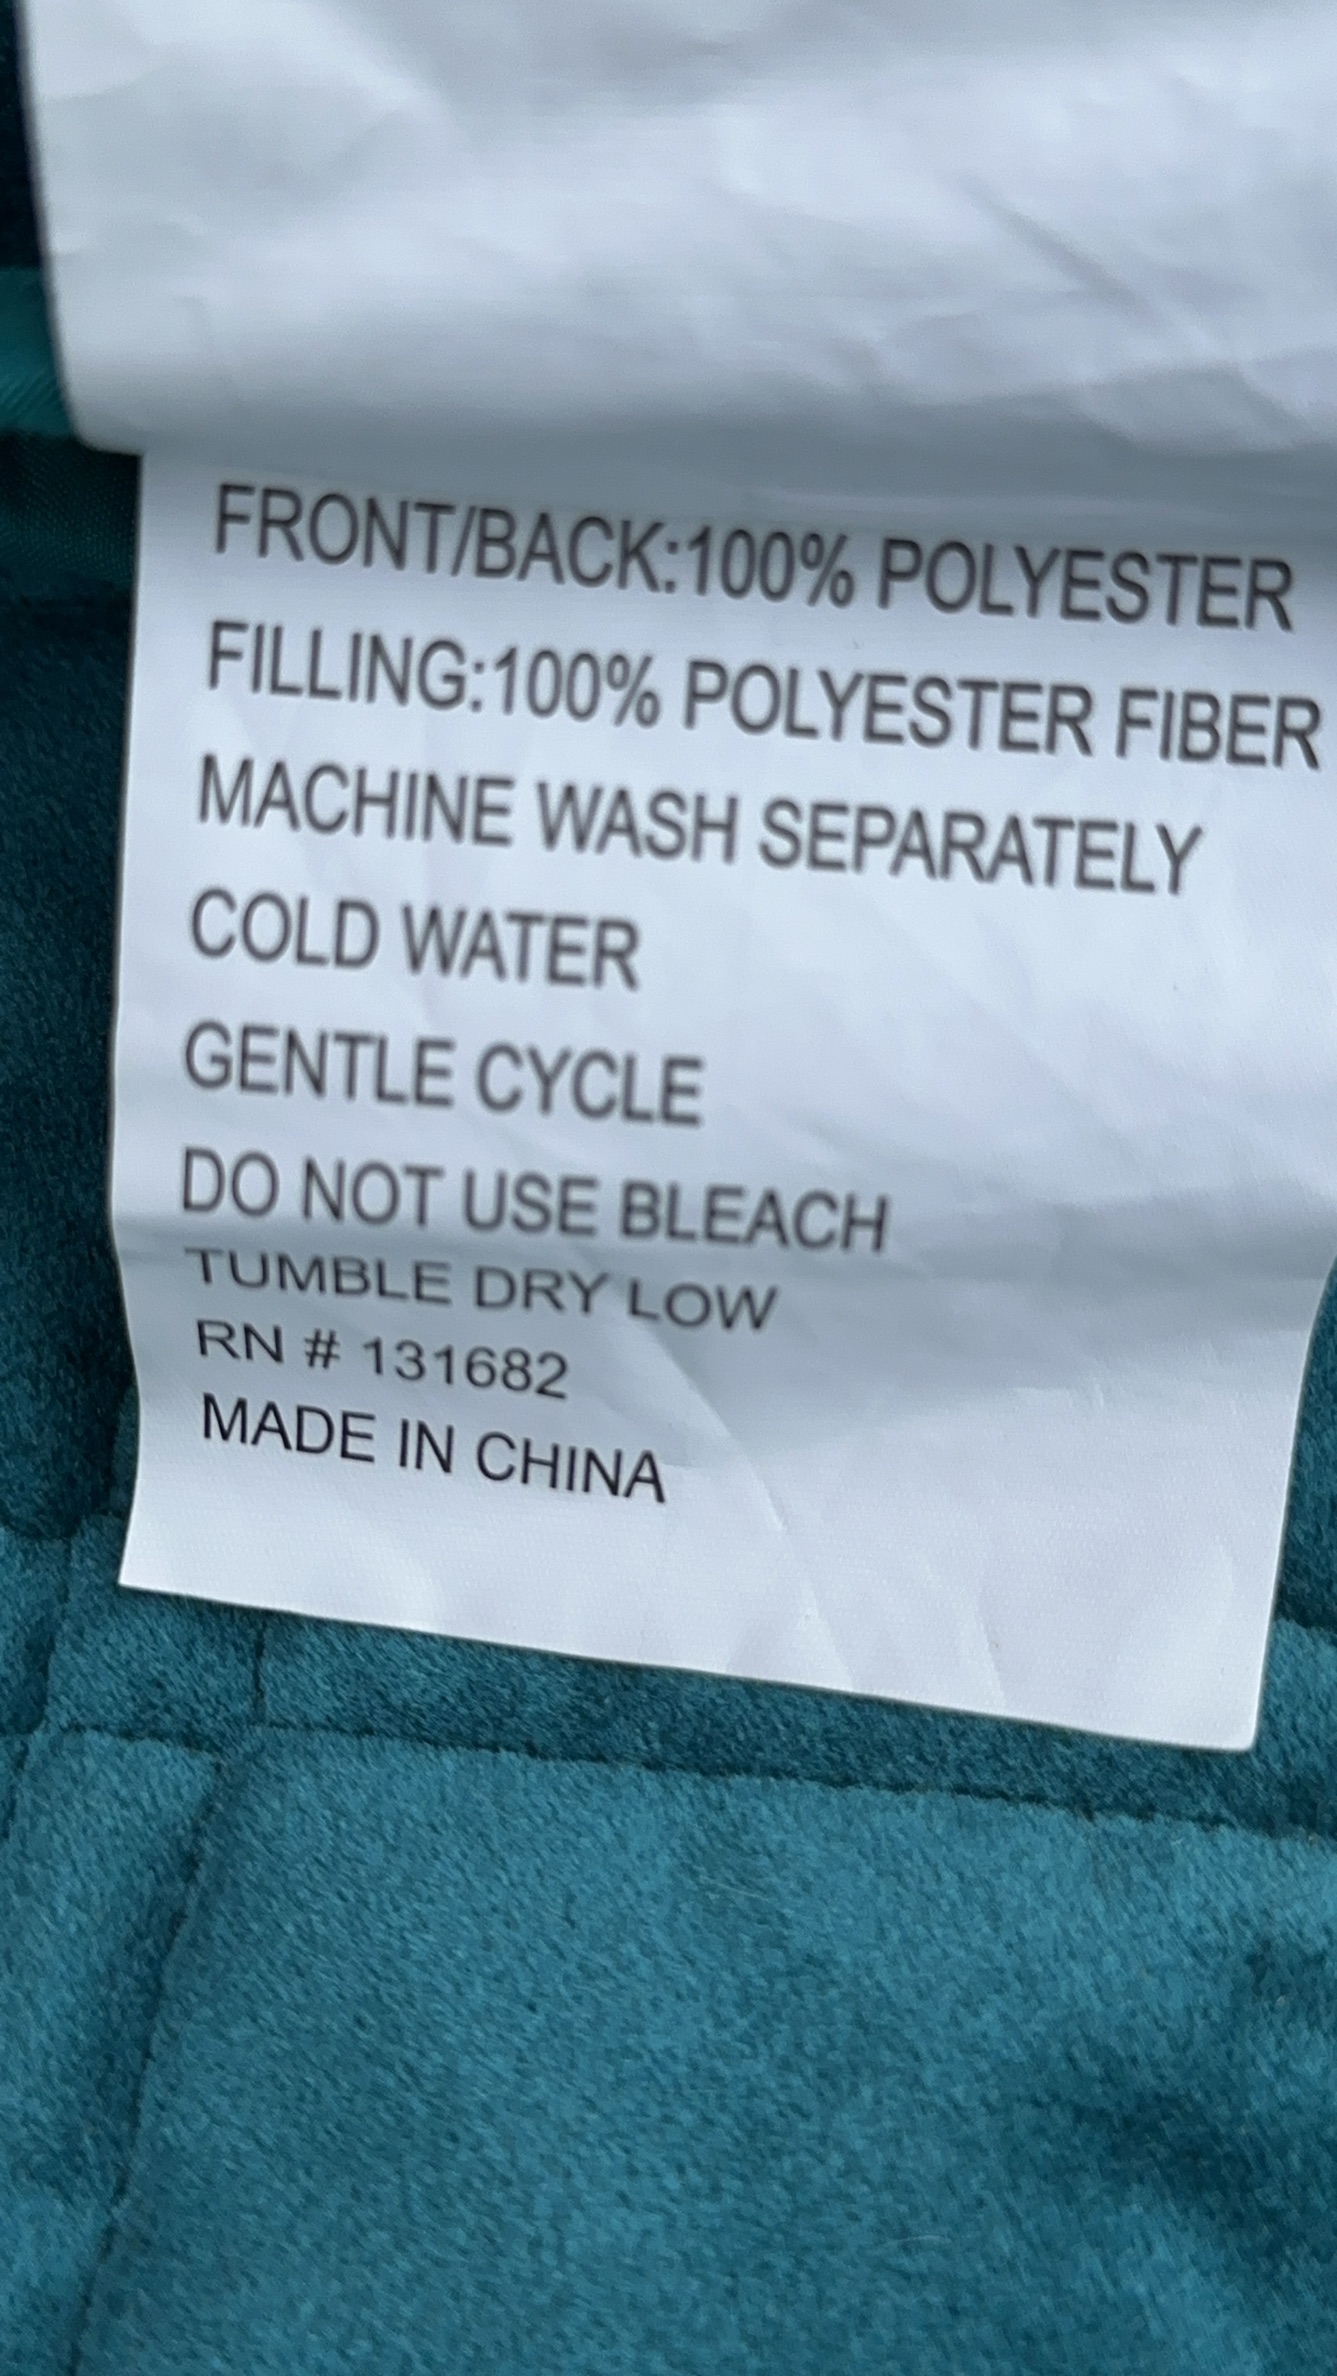 FRONT/BACK:100% POLYESTER
FILLING:100% POLYESTER FIBER
MACHINE WASH SEPARATELY
COLD WATER
GENTLE CYCLE
DO NOT USE BLEACH
TUMBLE DRY LOW
RN # 131682
MADE IN CHINA